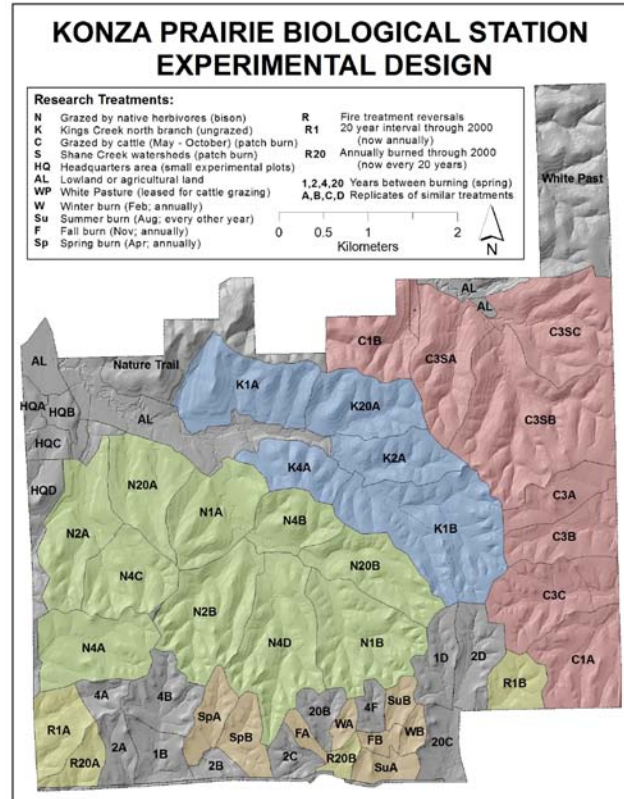 KONZA PRAIRIE BIOLOGICAL STATION
EXPERIMENTAL DESIGN
Research Treatments:
N Grazed by native herbivores (bison)
K Kings Creek north branch (ungrazed)
C Grazed by cattle (May - October) (patch burn)
S Shane Creek watersheds (patch burn)
HQ Headquarters area (small experimental plots)
AL Lowland or agricultural land
WP White Pasture (leased for cattle grazing)
W Winter burn (Feb; annually)
Su Summer burn (Aug; every other year)
F Fall burn (Nov; annually)
Sp Spring burn (Apr; annually)
R Fire treatment reversals
R1 20 year interval through 2000
(now annually)
R20 Annually burned through 2000
(now every 20 years)
1,2,4,20 Years between burning (spring)
A,B,C,D Replicates of similar treatments
0 0.5 1 2
Kilometers
N
White Past
AL
AL
C1B
C3SA
C3SC
AL
Nature Trail
K1A
K20A
HQA
HQB
AL
C3SB
HQC
K4A
K2A
HQD
N20A
C3A
N1A
N4B
K1B
N2A
C3B
N4C
N20B
C3C
N2B
N4A
N4D
N1B
1D
2D
C1A
R1B
4A
4B
SpA
20B
WA
4F
SuB
R1A
SpB
FA
FB
WB
2A
1B
20C
R20A
2B
2C
R20B
SuA